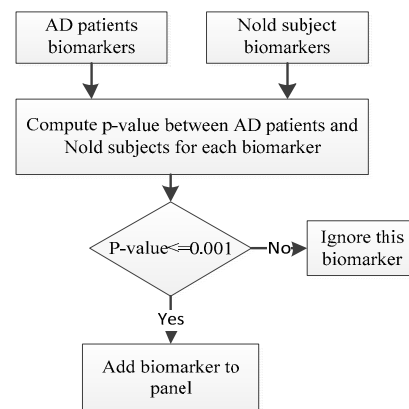 AD patients
biomarkers
Nold subject
biomarkers
Compute p-value between AD patients and
Nold subjects for each biomarker
P-value<=0.001
No
Ignore this
biomarker
Yes
Add biomarker to
panel